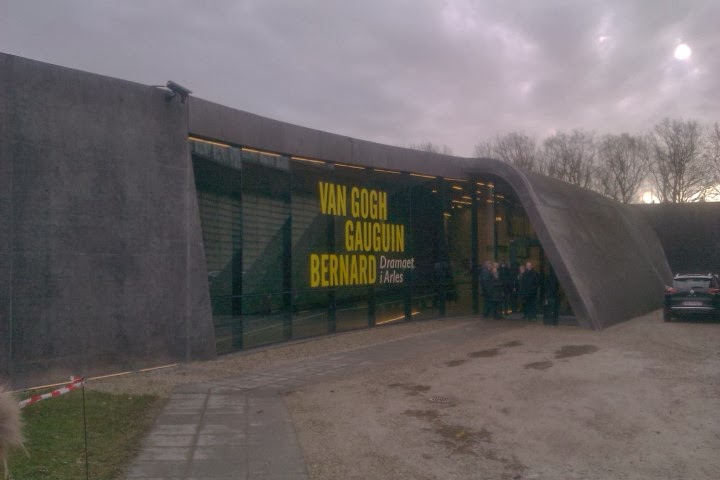 VAN GOGH
GAUGUIN
BERNARD Dramaet
i Arles